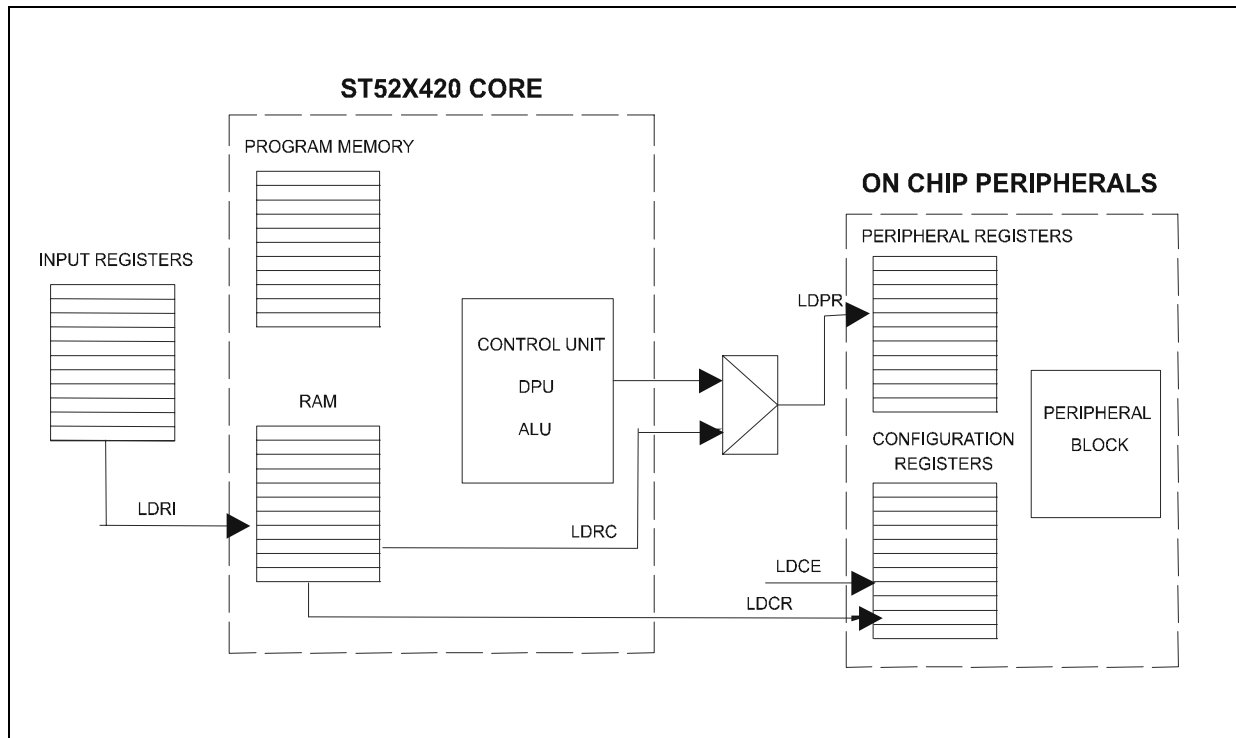 ST52X420 CORE
PROGRAM MEMORY
ON CHIP PERIPHERALS
PERIPHERAL REGISTERS
INPUT REGISTERS
LDPR
CONTROL UNIT
DPU
ALU
RAM
PERIPHERAL
BLOCK
CONFIGURATION
REGISTERS
LDRI
LDRC
LDCE
LDCR